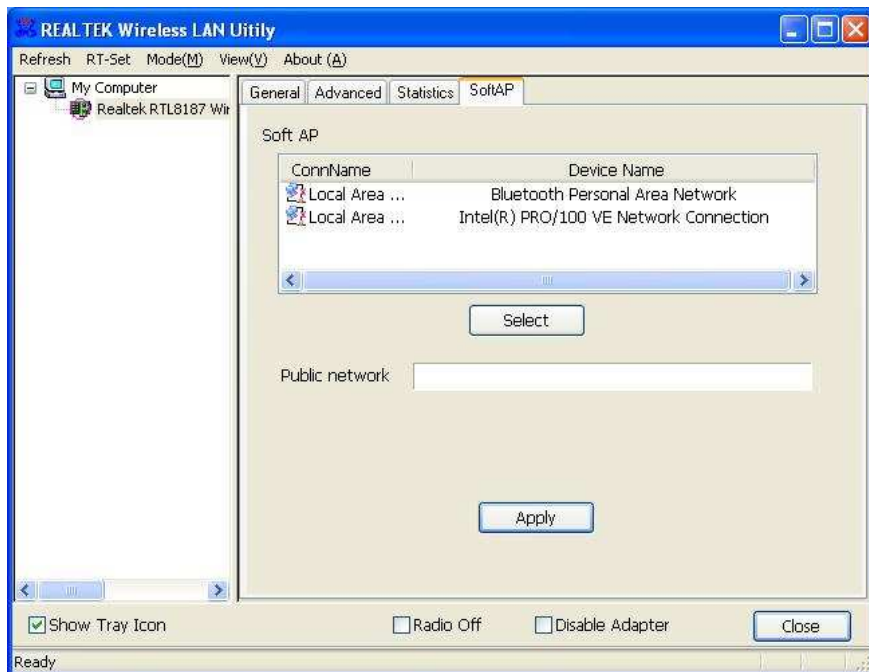 REALTEK Wireless LAN Uitily
Refresh RT-Set Mode(M) View(V) About (A)
My Computer
Realtek RTL8187 Wir
General Advanced Statistics SoftAP
Soft AP
ConnName Device Name
Local Area ... Bluetooth Personal Area Network
Local Area ... Intel(R) PRO/100 VE Network Connection
Select
Public network
Apply
Show Tray Icon Radio Off Disable Adapter Close
Ready